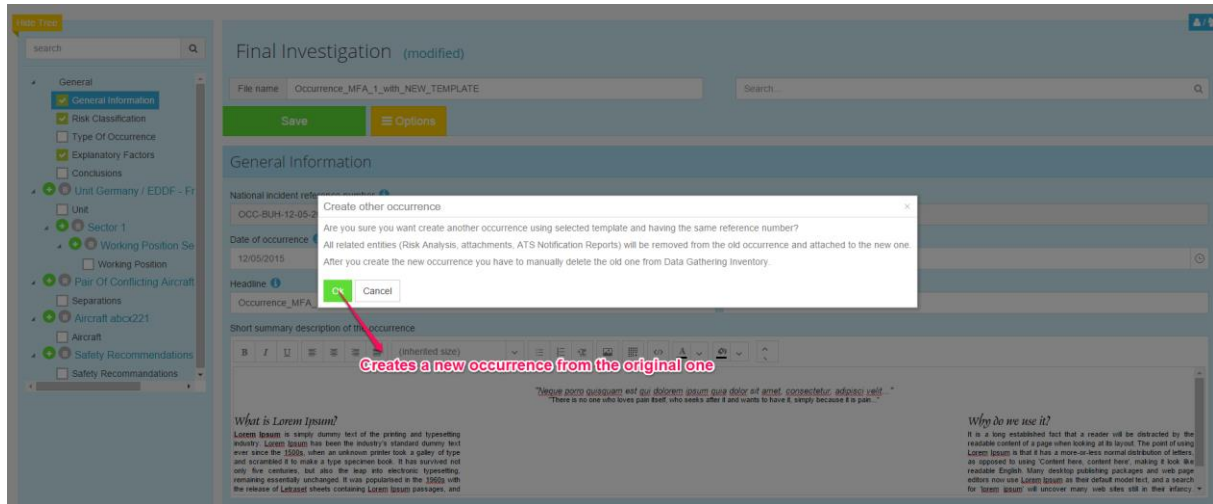 Hide Tree
search
General
General Information
Risk Classification
Type Of Occurrence
Explanatory Factors
Conclusions
Unit Germany / EDDF - Fr
Unit
Sector 1
Working Position Se
Working Position
Pair Of Conflicting Aircraft
Separations
Aircraft abcx221
Aircraft
Safety Recommendations
Safety Recommandations
Final Investigation (modified)
File name Occurrence_MFA_1_with_NEW_TEMPLATE
Search...
Save
Options
General Information
National incident reference number
OCC-BUH-12-05-2
Date of occurrence
12/05/2015
Headline
Occurrence_MFA_
Short summary description of the occurrence
Create other occurrence
×
Are you sure you want create another occurrence using selected template and having the same reference number?
All related entities (Risk Analysis, attachments, ATS Notification Reports) will be removed from the old occurrence and attached to the new one.
After you create the new occurrence you have to manually delete the old one from Data Gathering Inventory.
Ok Cancel
B I U (inherited size) A
Creates a new occurrence from the original one
"Neque porro quisquam est qui dolorem ipsum quia dolor sit amet, consectetur, adipisci velit..."
"There is no one who loves pain itself, who seeks after it and wants to have it, simply because it is pain..."
What is Lorem Ipsum?
Lorem Ipsum is simply dummy text of the printing and typesetting
industry. Lorem Ipsum has been the industry's standard dummy text
ever since the 1500s, when an unknown printer took a galley of type
and scrambled it to make a type specimen book. It has survived not
only five centuries, but also the leap into electronic typesetting,
remaining essentially unchanged. It was popularised in the 1960s with
the release of Letraset sheets containing Lorem Ipsum passages, and
Why do we use it?
It is a long established fact that a reader will be distracted by the
readable content of a page when looking at its layout. The point of using
Lorem Ipsum is that it has a more-or-less normal distribution of letters,
as opposed to using 'Content here, content here', making it look like
readable English. Many desktop publishing packages and web page
editors now use Lorem Ipsum as their default model text, and a search
for 'lorem ipsum' will uncover many web sites still in their infancy.